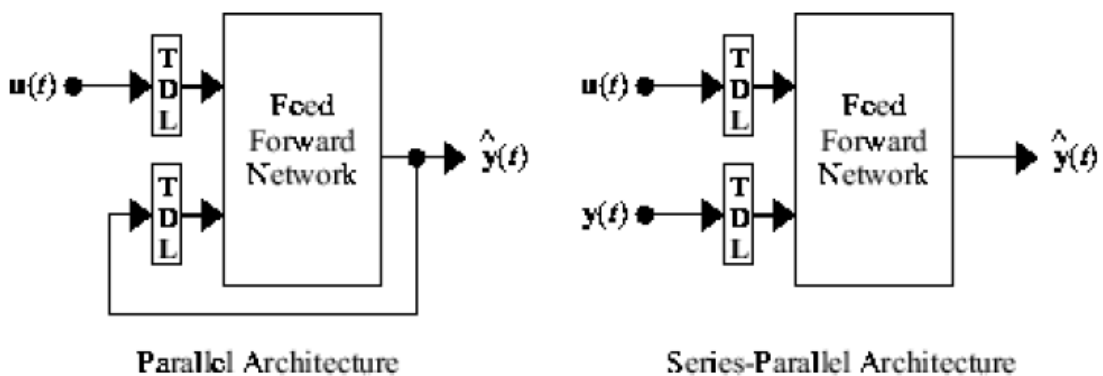 u(t)
T
D
L
T
D
L
Feed
Forward
Network
ŷ(t)
Parallel Architecture
u(t)
y(t)
T
D
L
T
D
L
Feed
Forward
Network
ŷ(t)
Series-Parallel Architecture